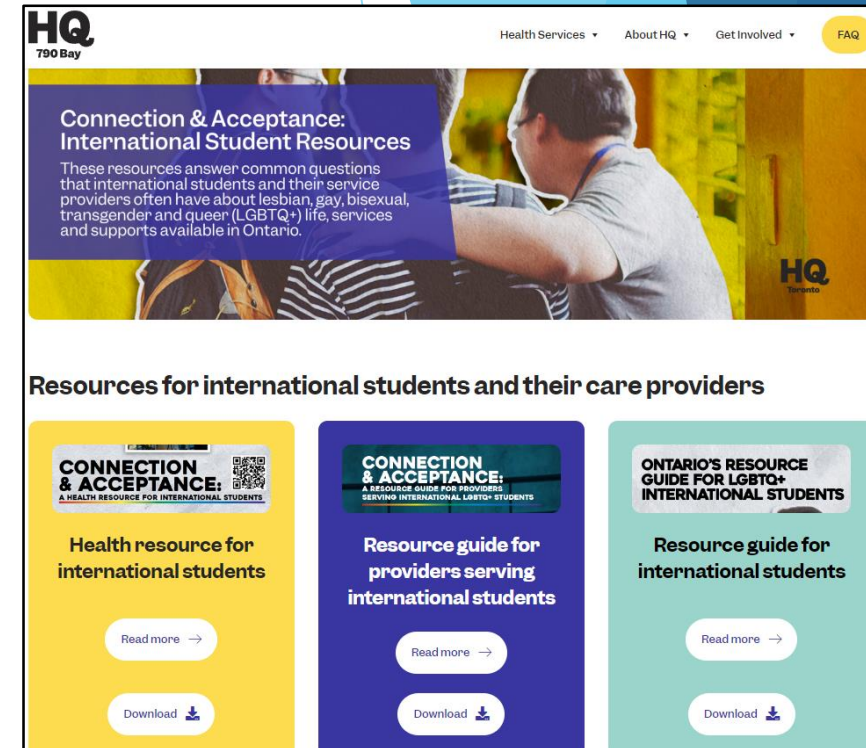 HQ
790 Bay
Health Services
About HQ
Get Involved
FAQ
Connection & Acceptance:
International Student Resources
These resources answer common questions
that international students and their service
providers often have about lesbian, gay, bisexual,
transgender and queer (LGBTQ+) life, services
and supports available in Ontario.
HQ
Toronto
Resources for international students and their care providers
CONNECTION
& ACCEPTANCE:
A HEALTH RESOURCE FOR INTERNATIONAL STUDENTS
Health resource for
international students
Read more →
Download
CONNECTION
& ACCEPTANCE:
A RESOURCE GUIDE FOR PROVIDERS
SERVING INTERNATIONAL LGBTQ+ STUDENTS
Resource guide for
providers serving
international students
Read more →
Download
ONTARIO'S RESOURCE
GUIDE FOR LGBTQ+
INTERNATIONAL STUDENTS
Resource guide for
international students
Read more →
Download